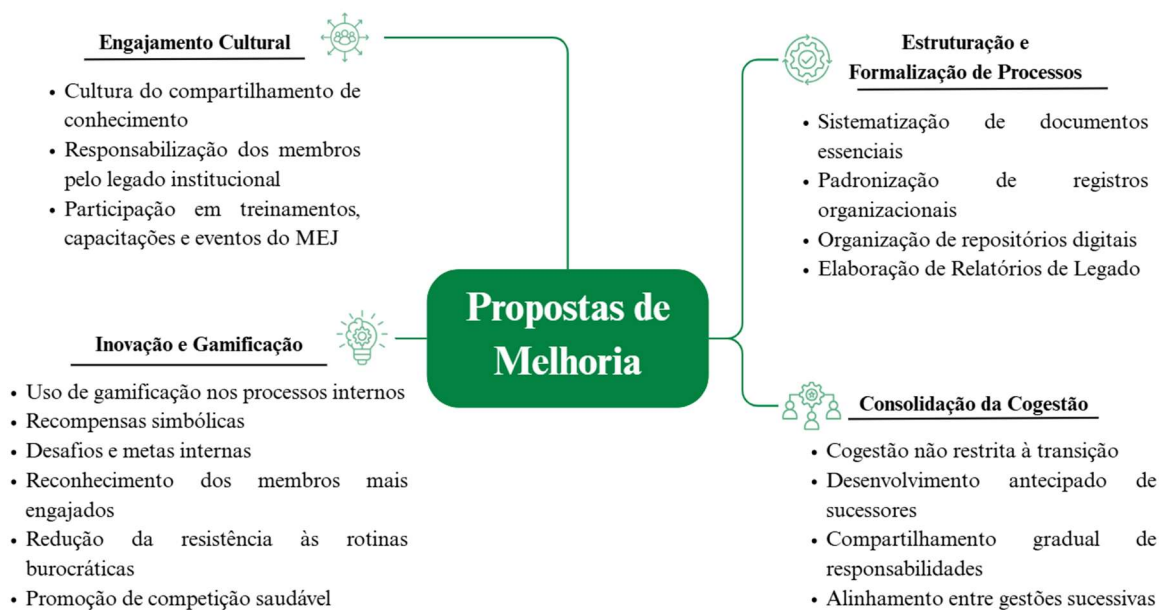 Engajamento Cultural
• Cultura do compartilhamento de
conhecimento
• Responsabilização dos membros
pelo legado institucional
• Participação em treinamentos,
capacitações e eventos do MEJ
Estruturação e
Formalização de Processos
• Sistematização de documentos
essenciais
• Padronização de registros
organizacionais
• Organização de repositórios digitais
• Elaboração de Relatórios de Legado
Propostas de
Melhoria
Inovação e Gamificação
• Uso de gamificação nos processos internos
• Recompensas simbólicas
• Desafios e metas internas
• Reconhecimento dos membros mais
engajados
• Redução da resistência às rotinas
burocráticas
• Promoção de competição saudável
Consolidação da Cogestão
• Cogestão não restrita à transição
• Desenvolvimento antecipado de
sucessores
• Compartilhamento gradual de
responsabilidades
• Alinhamento entre gestões sucessivas